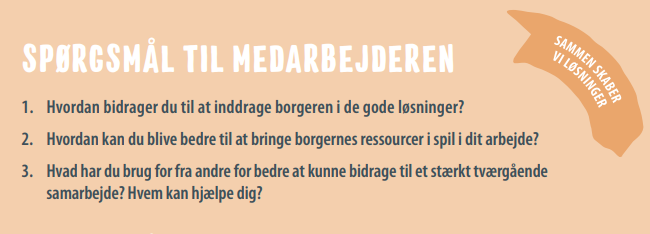 SPØRGSMÅL TIL MEDARBEJDEREN
SAMMEN SKABER
VI LØSNINGER
1. Hvordan bidrager du til at inddrage borgeren i de gode løsninger?
2. Hvordan kan du blive bedre til at bringe borgernes ressourcer i spil i dit arbejde?
3. Hvad har du brug for fra andre for bedre at kunne bidrage til et stærkt tværgående
samarbejde? Hvem kan hjælpe dig?